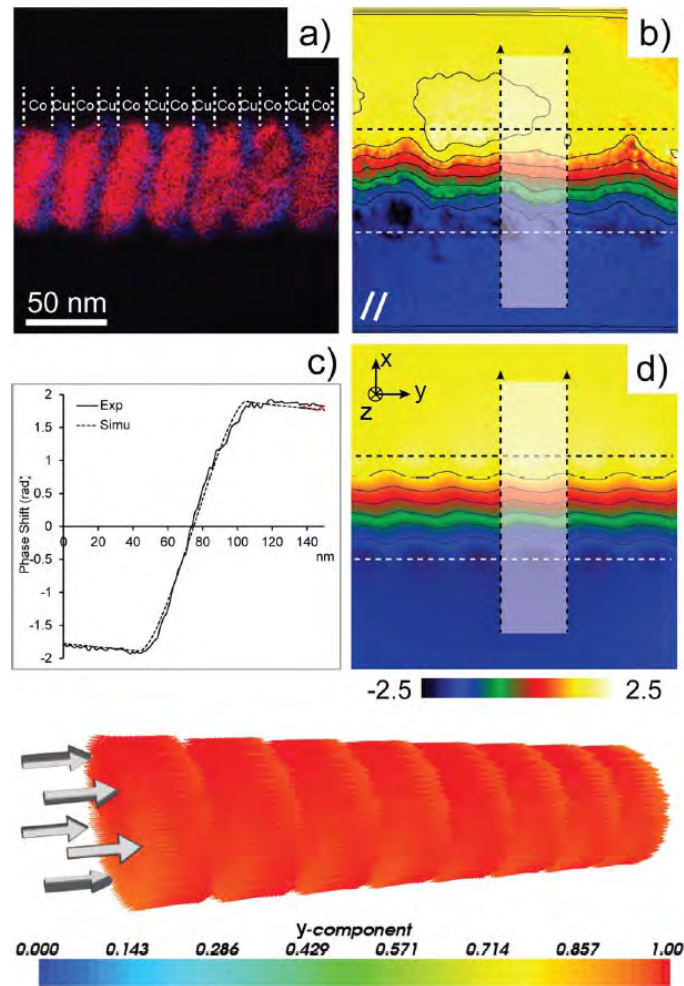 a)
Co Cu Co Cu Co Cu Co Cu Co Cu Co Cu Co
50 nm
b)
//
c)
2
1.5
1
0.5
0
-0.5
-1
-1.5
-2
Phase Shift (rad)
Exp
Simu
0 20 40 60 80 100 120 140
nm
d)
x
y
z
-2.5 2.5
y-component
0.000 0.143 0.286 0.429 0.571 0.714 0.857 1.00